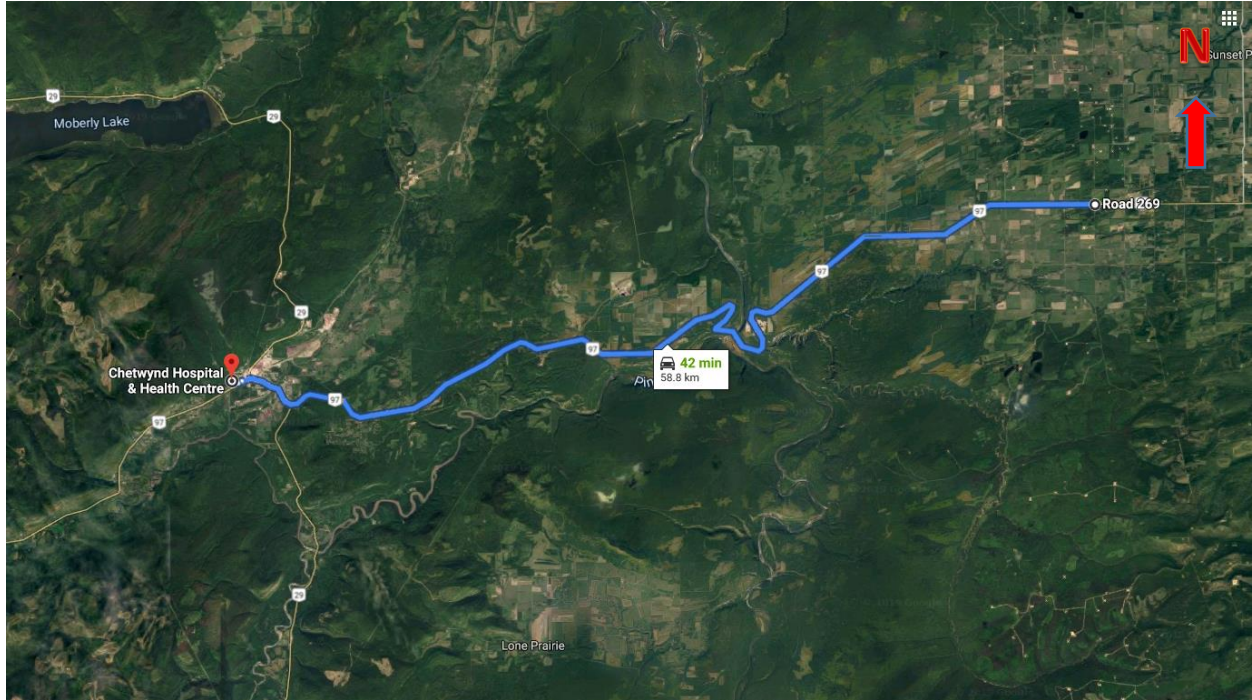 N
Sunset P
29
Moberly Lake
29
97
Road 269
97
29
97
Chetwynd Hospital
& Health Centre
42 min
58.8 km
Pin
97
97
29
Lone Prairie